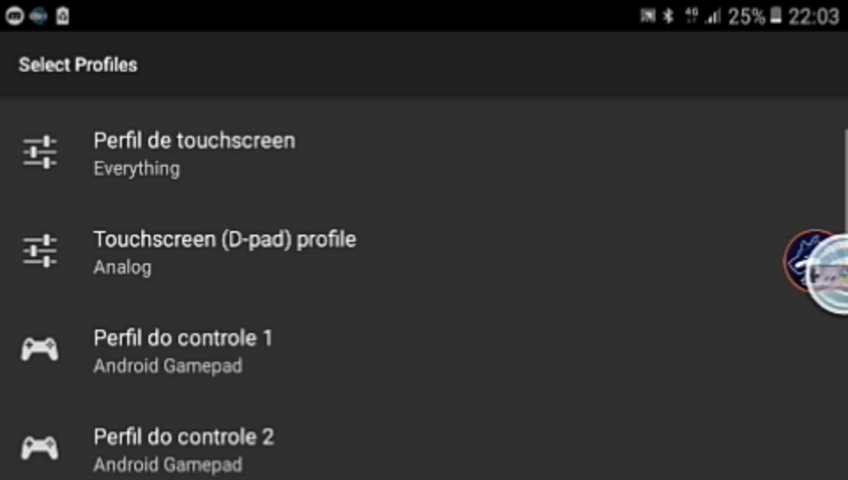 25% 22:03
Select Profiles
Perfil de touchscreen
Everything
Touchscreen (D-pad) profile
Analog
Perfil do controle 1
Android Gamepad
Perfil do controle 2
Android Gamepad